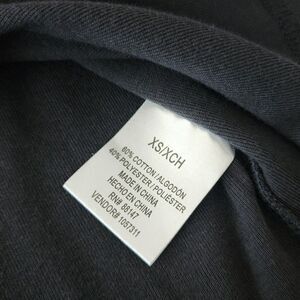 XS/XCH
60% COTTON / ALGODÓN
40% POLYESTER / POLIÉSTER
MADE IN CHINA
HECHO EN CHINA
RN# 88147
VENDOR# 1057311